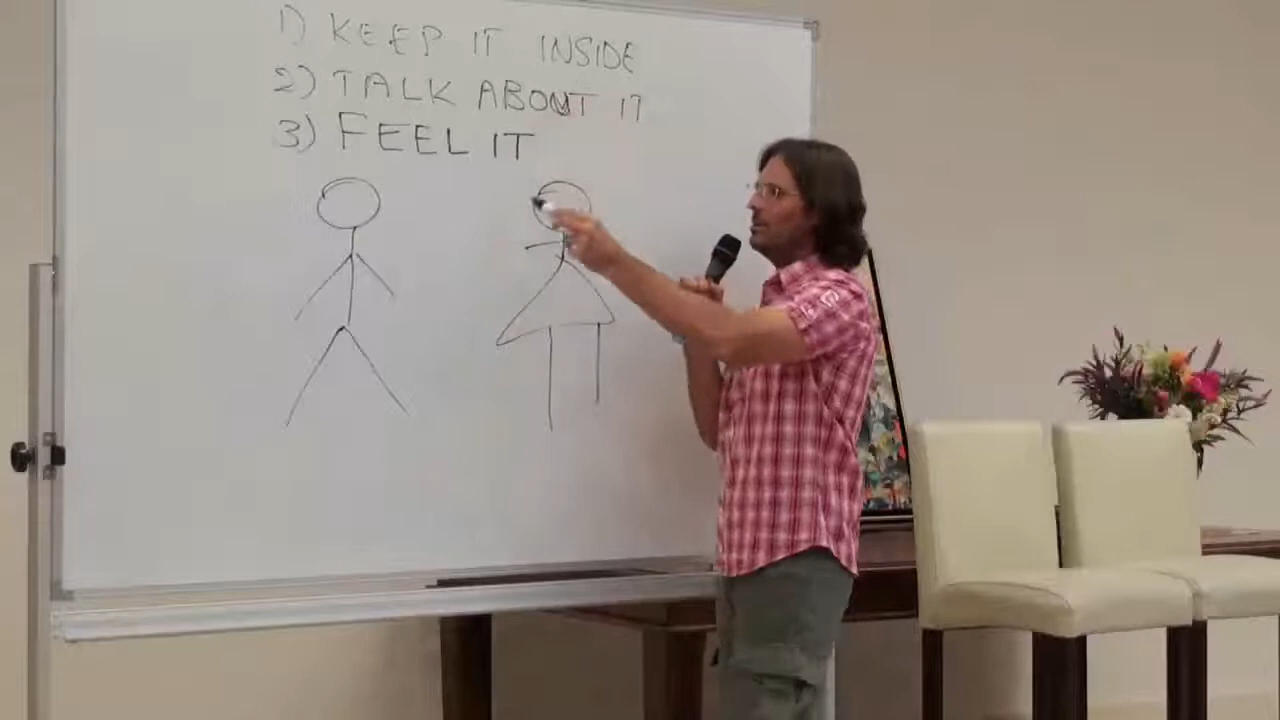 1) KEEP IT INSIDE
2) TALK ABOUT IT
3) FEEL IT